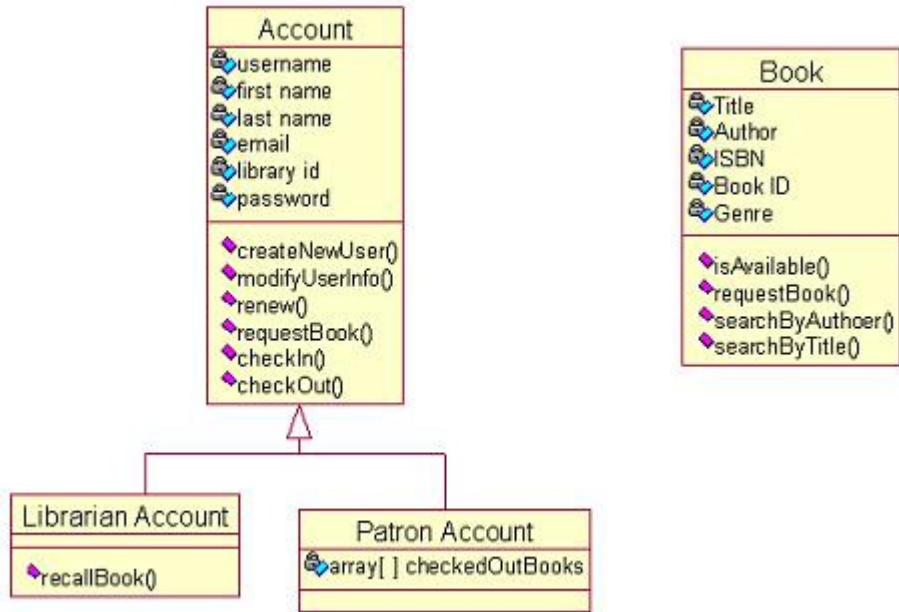 Account
username
first name
last name
email
library id
password
createNewUser()
modifyUserInfo()
renew()
requestBook()
checkIn()
checkOut()
Book
Title
Author
ISBN
Book ID
Genre
isAvailable()
requestBook()
searchByAuthoer()
searchByTitle()
Librarian Account
recallBook()
Patron Account
array[ ] checkedOutBooks